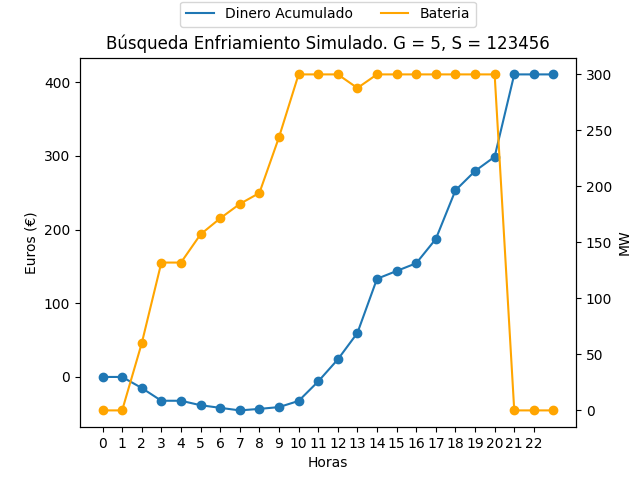 Dinero Acumulado Bateria
Búsqueda Enfriamiento Simulado. G = 5, S = 123456
400
300
200
100
0
Euros (€)
300
250
200
150
100
50
0
MW
0 1 2 3 4 5 6 7 8 9 10 11 12 13 14 15 16 17 18 19 20 21 22
Horas